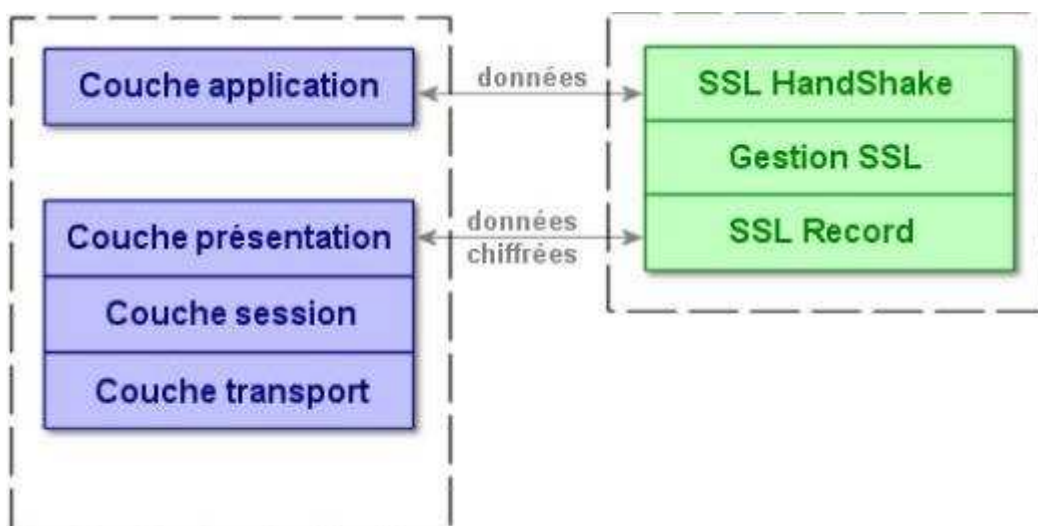 Couche application
données
SSL HandShake
Gestion SSL
Couche présentation
données
chiffrées
SSL Record
Couche session
Couche transport